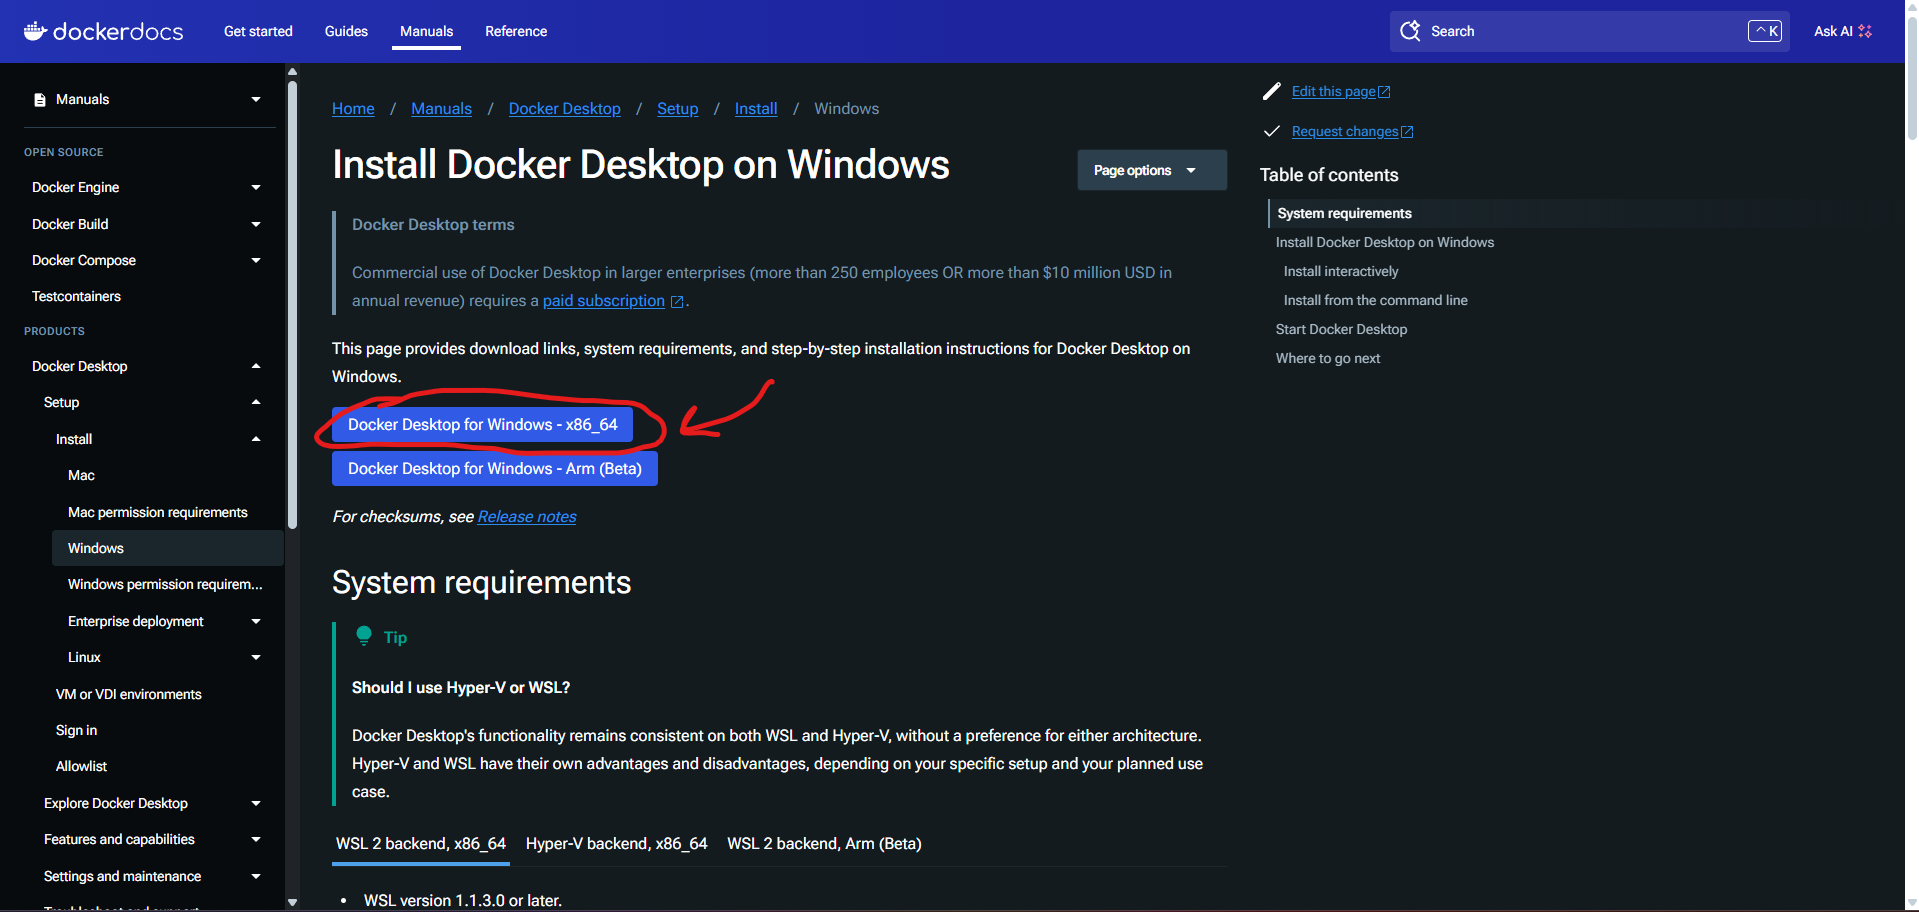 dockerdocs
Get started
Guides
Manuals
Reference
Search
^ K
Ask AI
Manuals
OPEN SOURCE
Docker Engine
Docker Build
Docker Compose
Testcontainers
PRODUCTS
Docker Desktop
Setup
Install
Mac
Mac permission requirements
Windows
Windows permission requirem...
Enterprise deployment
Linux
VM or VDI environments
Sign in
Allowlist
Explore Docker Desktop
Features and capabilities
Settings and maintenance
Home / Manuals / Docker Desktop / Setup / Install / Windows
Install Docker Desktop on Windows
Page options
Docker Desktop terms
Commercial use of Docker Desktop in larger enterprises (more than 250 employees OR more than $10 million USD in
annual revenue) requires a paid subscription.
This page provides download links, system requirements, and step-by-step installation instructions for Docker Desktop on
Windows.
Docker Desktop for Windows - x86_64
Docker Desktop for Windows - Arm (Beta)
For checksums, see Release notes
System requirements
Tip
Should I use Hyper-V or WSL?
Docker Desktop's functionality remains consistent on both WSL and Hyper-V, without a preference for either architecture.
Hyper-V and WSL have their own advantages and disadvantages, depending on your specific setup and your planned use
case.
WSL 2 backend, x86_64
Hyper-V backend, x86_64
WSL 2 backend, Arm (Beta)
• WSL version 1.1.3.0 or later.
Edit this page
Request changes
Table of contents
System requirements
Install Docker Desktop on Windows
Install interactively
Install from the command line
Start Docker Desktop
Where to go next